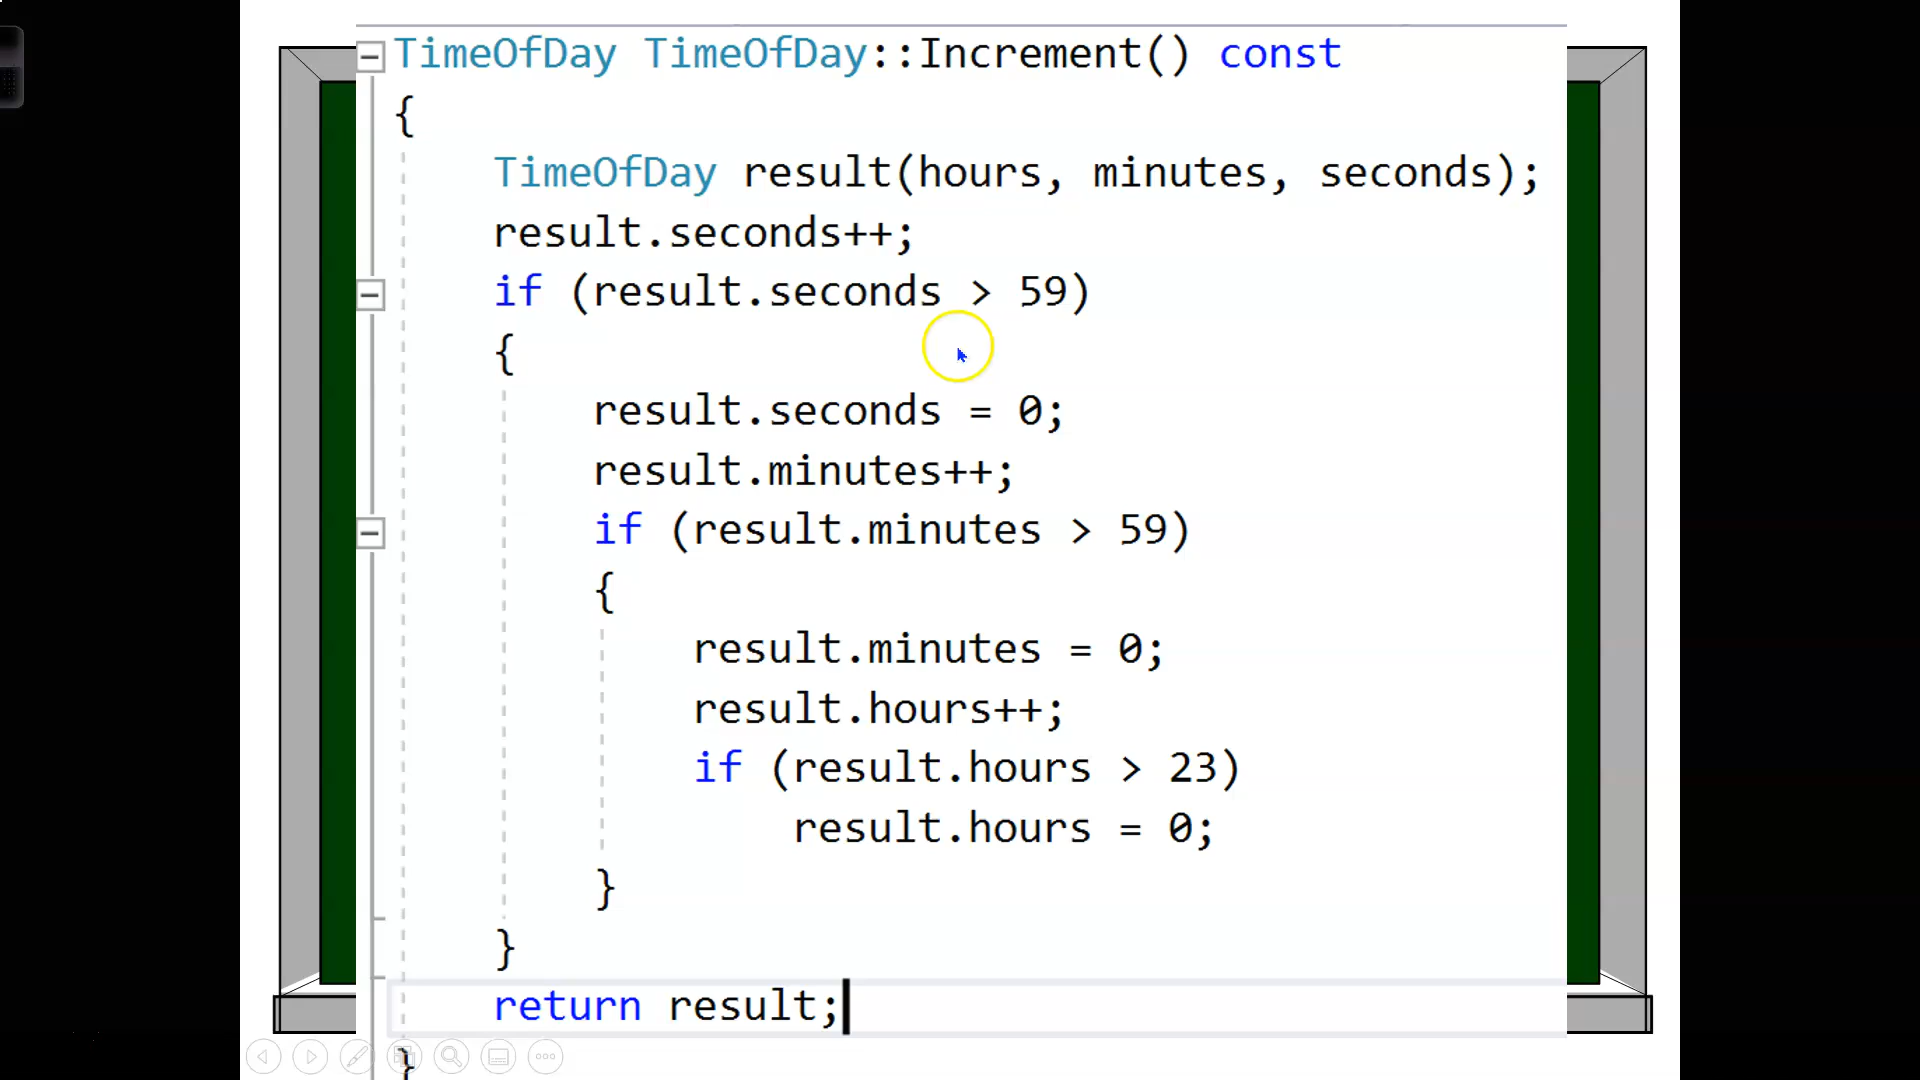 TimeOfDay TimeOfDay::Increment() const
{
    TimeOfDay result(hours, minutes, seconds);
    result.seconds++;
    if (result.seconds > 59)
    {
        result.seconds = 0;
        result.minutes++;
        if (result.minutes > 59)
        {
            result.minutes = 0;
            result.hours++;
            if (result.hours > 23)
                result.hours = 0;
        }
    }
    return result;
}